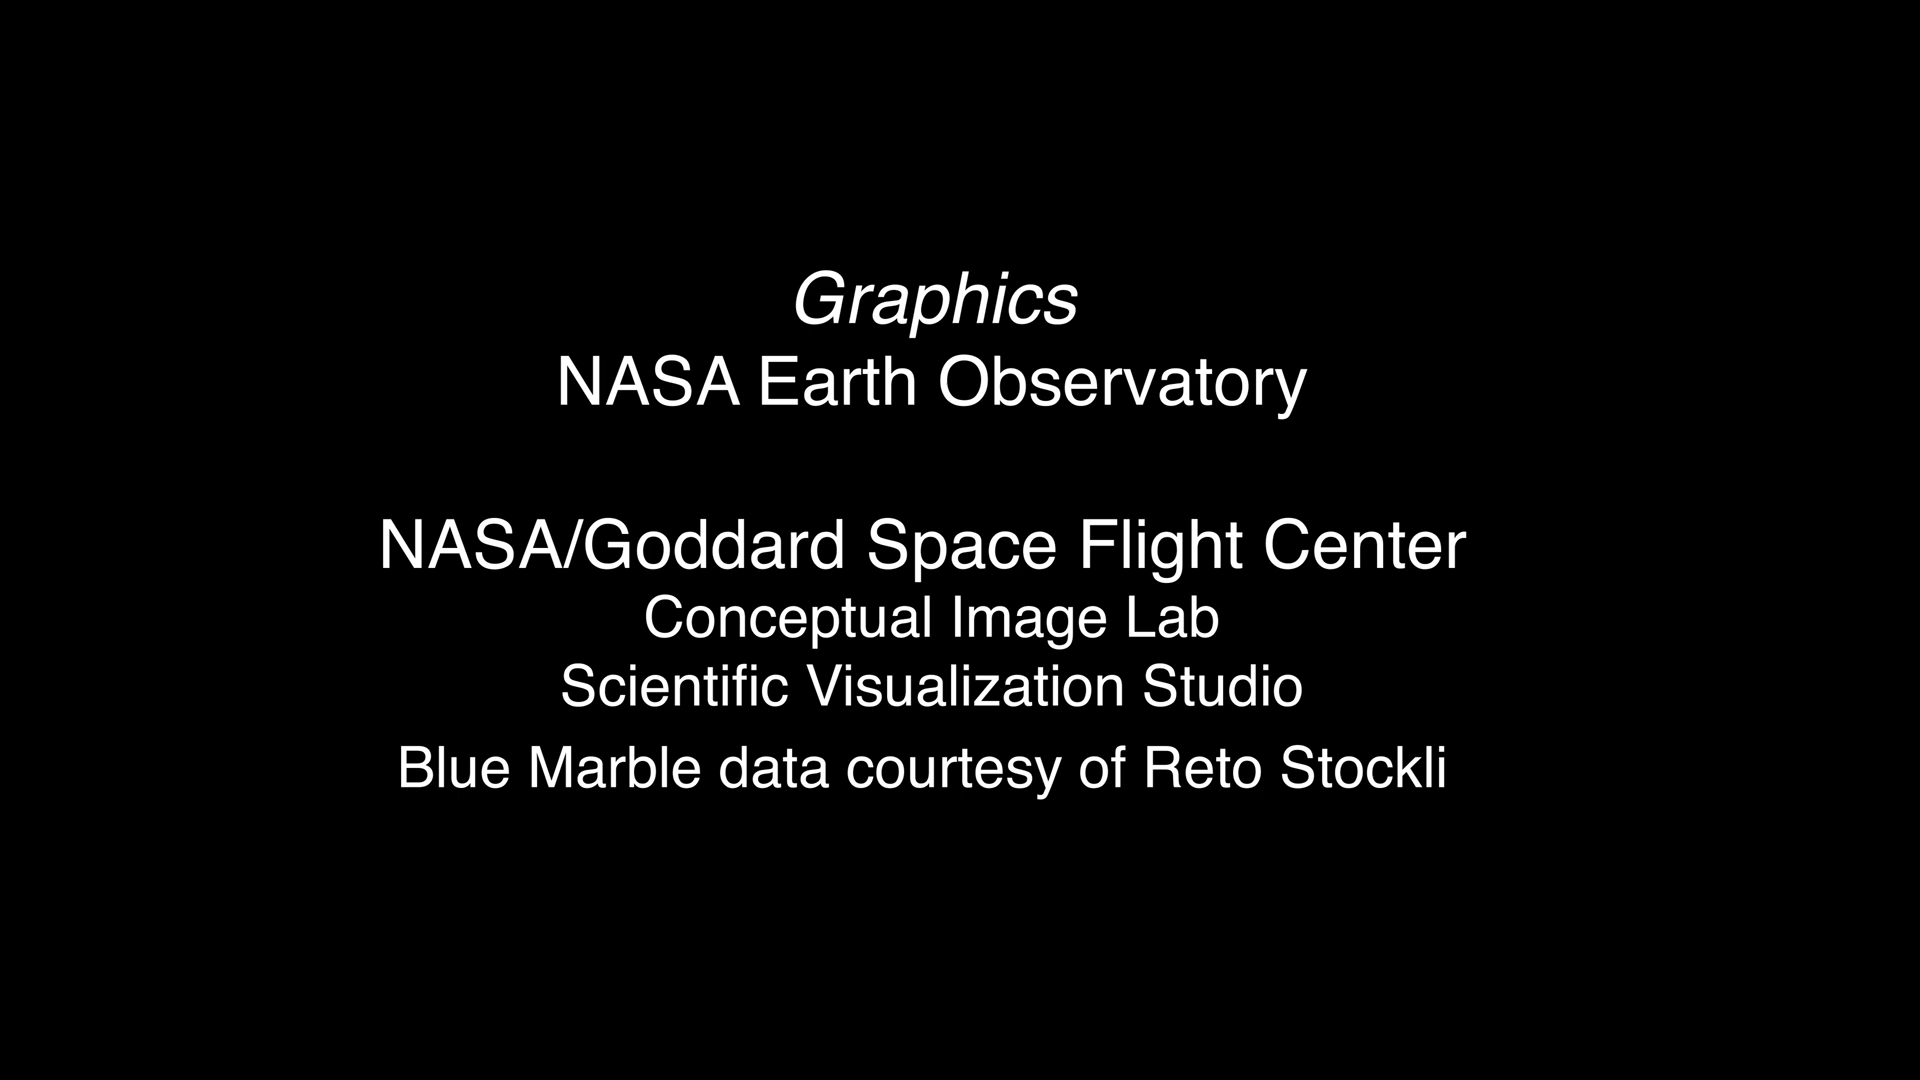 Graphics
NASA Earth Observatory
NASA/Goddard Space Flight Center
Conceptual Image Lab
Scientific Visualization Studio
Blue Marble data courtesy of Reto Stockli